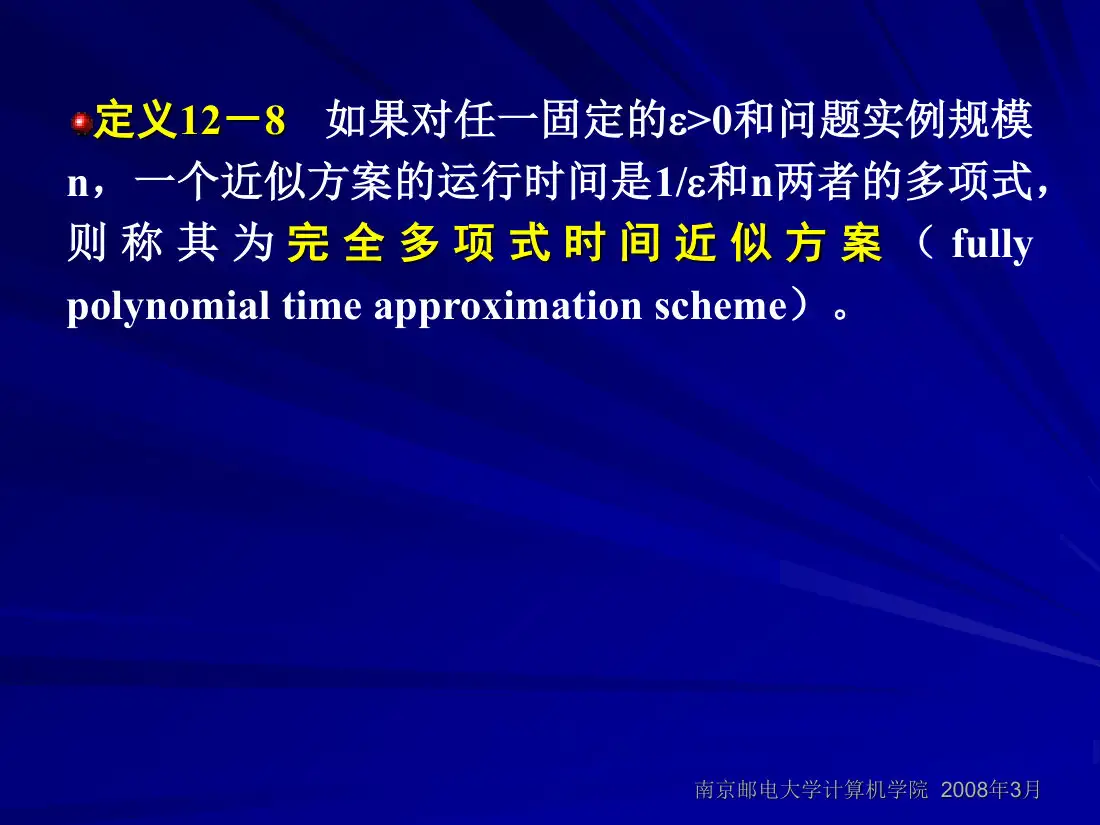 定义12－8 如果对任一固定的ε>0和问题实例规模
n，一个近似方案的运行时间是1/ε和n两者的多项式，
则称其为完全多项式时间近似方案（fully
polynomial time approximation scheme）。
南京邮电大学计算机学院 2008年3月